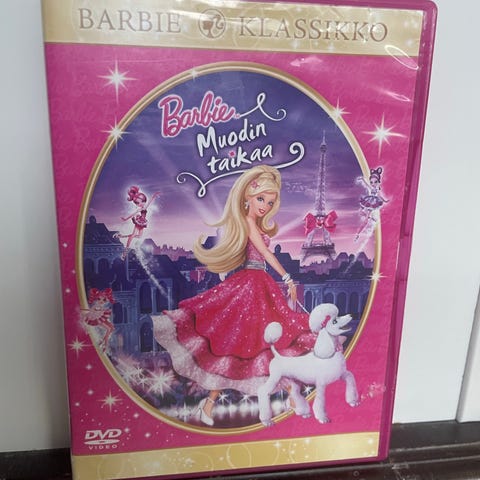 BARBIE KLASSIKKO
Barbie
Muodin
taikaa
DVD
VIDEO